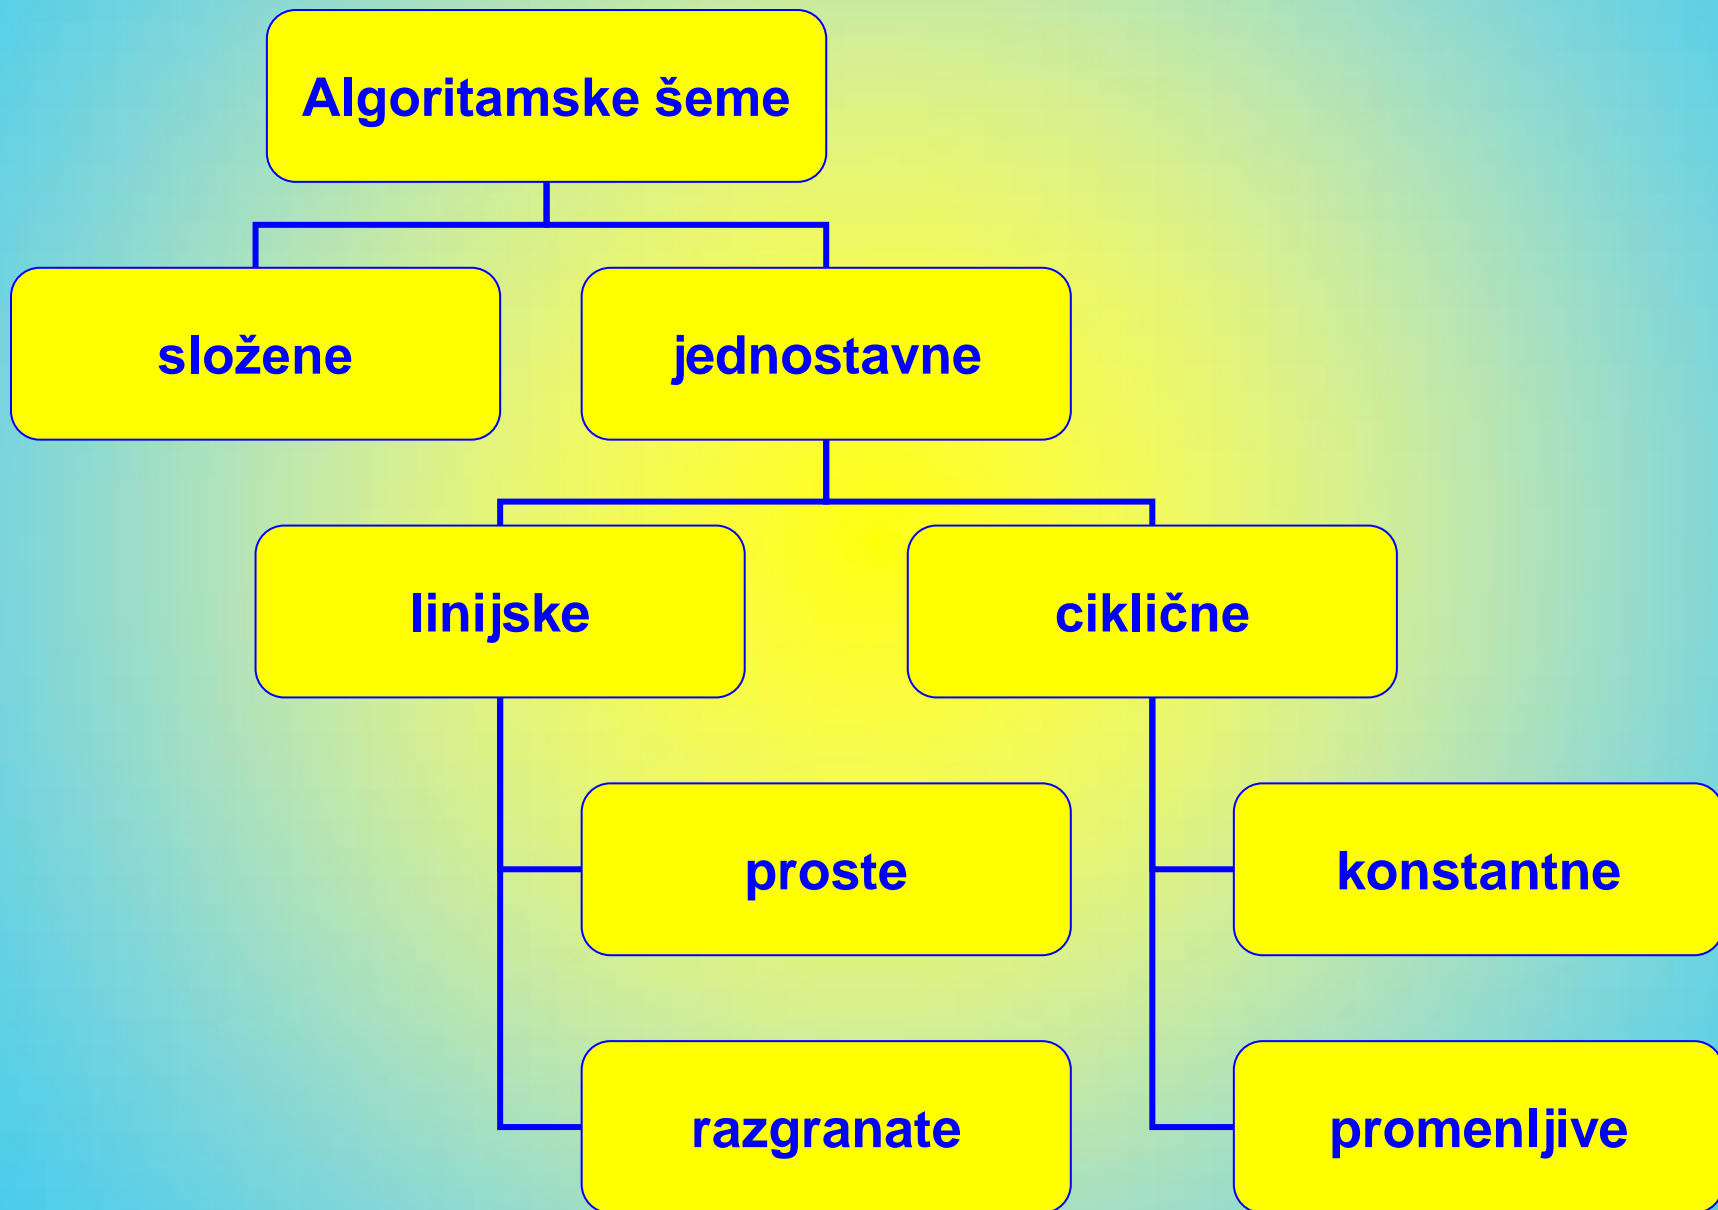 Algoritamske šeme
složene
jednostavne
linijske
ciklične
proste
konstantne
razgranate
promenljive